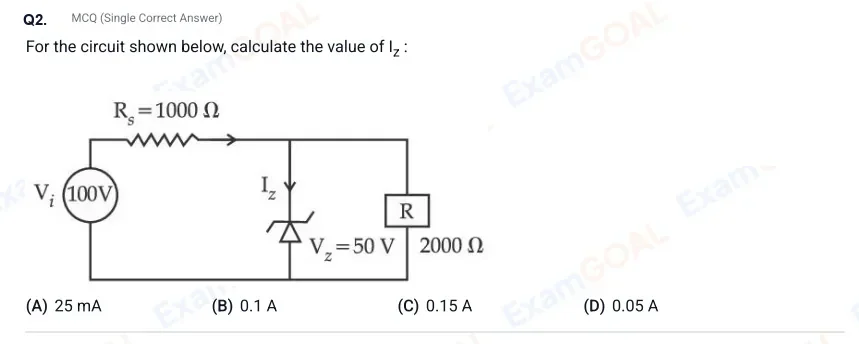 Q2. MCQ (Single Correct Answer)
For the circuit shown below, calculate the value of I_z :
R_s = 1000 Ω
V_i 100V
I_z
R
V_z = 50 V 2000 Ω
(A) 25 mA (B) 0.1 A (C) 0.15 A (D) 0.05 A
ExamGOAL
ExamGOAL